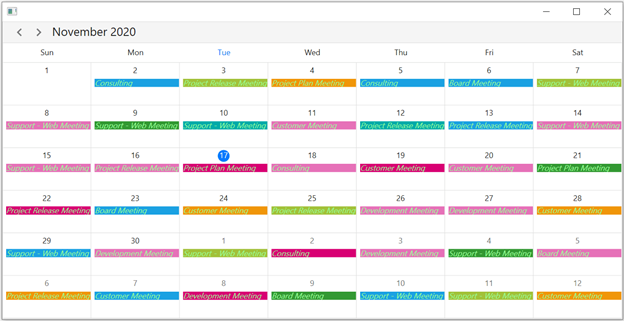 November 2020
Sun Mon Tue Wed Thu Fri Sat
1 2 3 4 5 6 7
Consulting Project Release Meeting Project Plan Meeting Consulting Board Meeting Support - Web Meeting
8 9 10 11 12 13 14
Support - Web Meeting Support - Web Meeting Support - Web Meeting Customer Meeting Project Release Meeting Project Release Meeting Support - Web Meeting
15 16 17 18 19 20 21
Support - Web Meeting Project Release Meeting Project Plan Meeting Consulting Customer Meeting Customer Meeting Project Plan Meeting
22 23 24 25 26 27 28
Project Release Meeting Board Meeting Customer Meeting Project Release Meeting Development Meeting Development Meeting Customer Meeting
29 30 1 2 3 4 5
Support - Web Meeting Development Meeting Support - Web Meeting Consulting Development Meeting Support - Web Meeting Board Meeting
6 7 8 9 10 11 12
Project Release Meeting Customer Meeting Development Meeting Board Meeting Support - Web Meeting Support - Web Meeting Customer Meeting